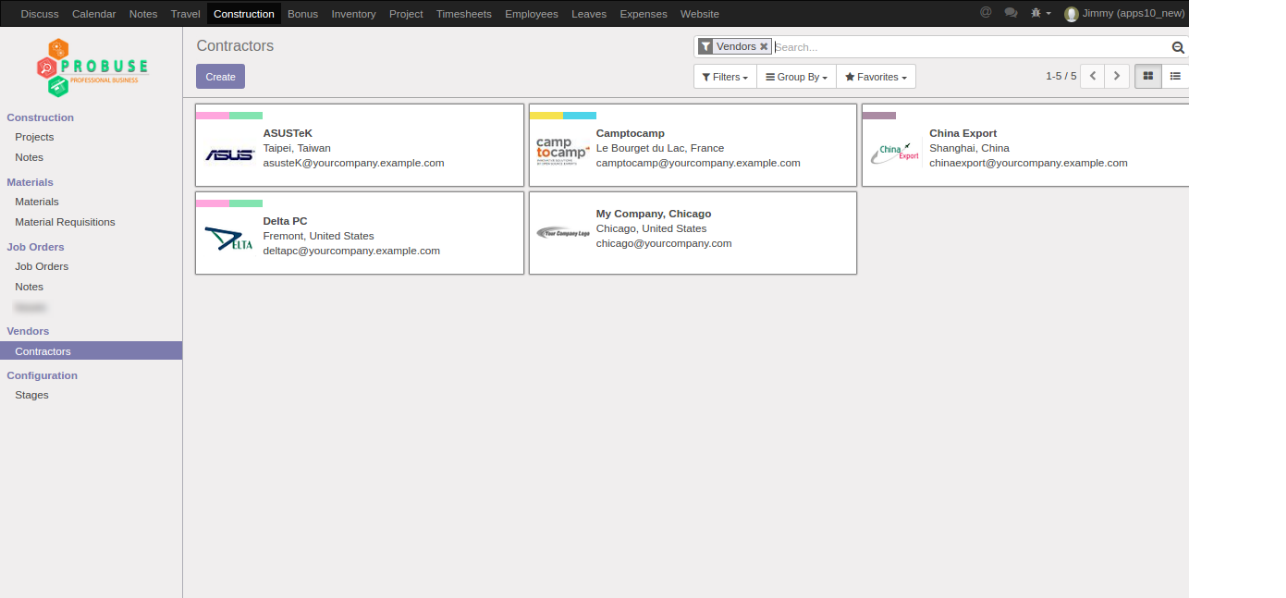 Discuss Calendar Notes Travel Construction Bonus Inventory Project Timesheets Employees Leaves Expenses Website @ Jimmy (apps10_new)
PROBUSE
PROFESSIONAL BUSINESS
Construction
Projects
Notes
Materials
Materials
Material Requisitions
Job Orders
Job Orders
Notes
Vendors
Contractors
Configuration
Stages
Contractors
Vendors Search...
Create
Filters Group By Favorites 1-5 / 5
ASUS
ASUSTeK
Taipei, Taiwan
asusteK@yourcompany.example.com
camp
tocamp
Camptocamp
Le Bourget du Lac, France
camptocamp@yourcompany.example.com
China
Export
China Export
Shanghai, China
chinaexport@yourcompany.example.com
DELTA
Delta PC
Fremont, United States
deltapc@yourcompany.example.com
Your Company Logo
My Company, Chicago
Chicago, United States
chicago@yourcompany.com